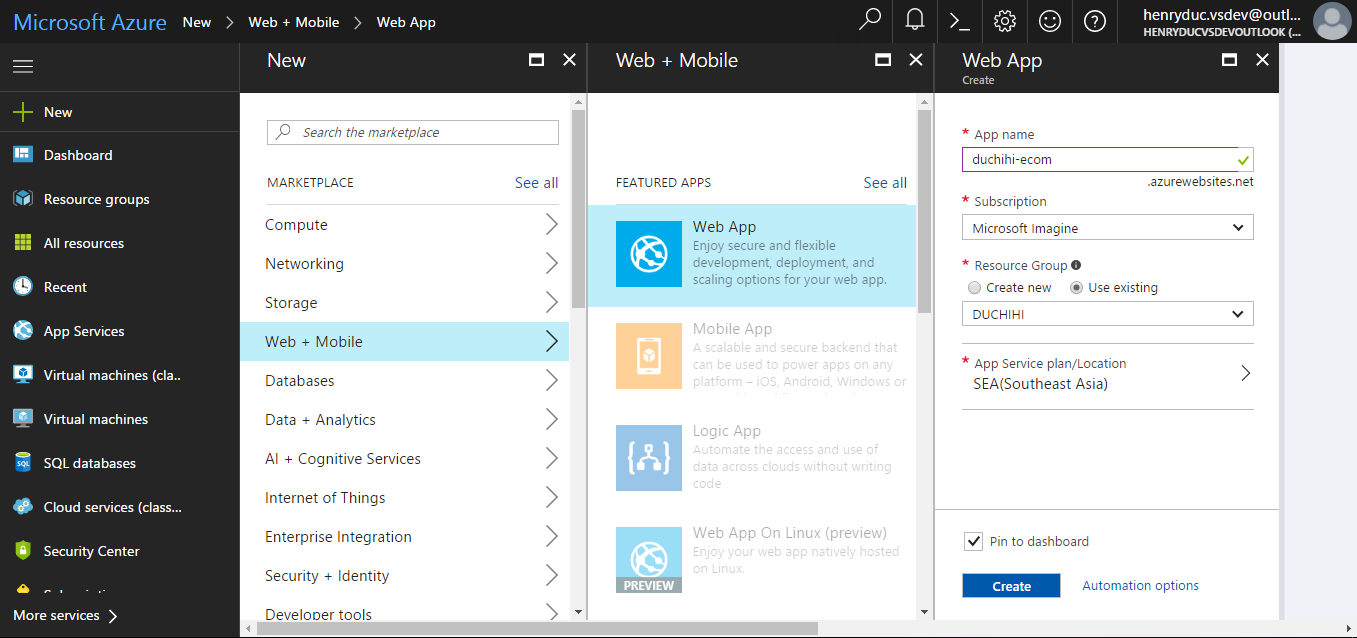 Microsoft Azure New > Web + Mobile > Web App
henryduc.vsdev@outl...
HENRYDUCVSDEVOUTLOOK (...
New
Dashboard
Resource groups
All resources
Recent
App Services
Virtual machines (cla..
Virtual machines
SQL databases
Cloud services (class...
Security Center
More services >
New
Search the marketplace
MARKETPLACE See all
Compute
Networking
Storage
Web + Mobile
Databases
Data + Analytics
AI + Cognitive Services
Internet of Things
Enterprise Integration
Security + Identity
Developer tools
Web + Mobile
FEATURED APPS See all
Web App
Enjoy secure and flexible
development, deployment, and
scaling options for your web app.
Mobile App
A scalable and secure backend that
can be used to power apps on any
platform – iOS, Android, Windows or
Logic App
Automate the access and use of
data across clouds without writing
code
Web App On Linux (preview)
Enjoy your web app natively hosted
on Linux.
PREVIEW
Web App
Create
* App name
duchihi-ecom
.azurewebsites.net
* Subscription
Microsoft Imagine
* Resource Group
Create new Use existing
DUCHIHI
* App Service plan/Location
SEA(Southeast Asia)
Pin to dashboard
Create Automation options